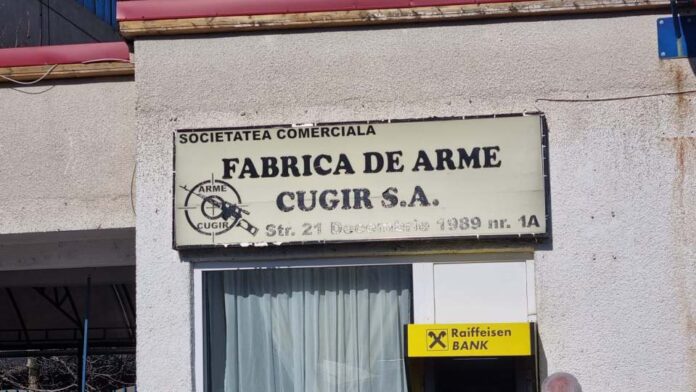 SOCIETATEA COMERCIALA
FABRICA DE ARME
CUGIR S.A.
ARME
CUGIR
Str. 21 Decembrie 1989 nr. 1A
Raiffeisen
BANK